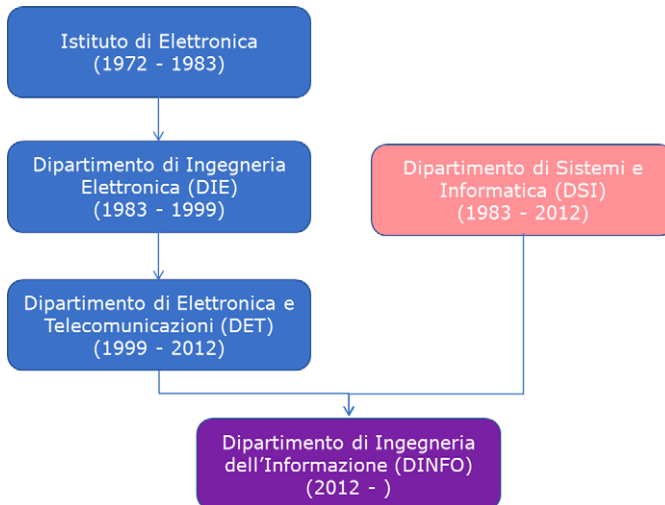 Istituto di Elettronica
(1972 - 1983)
Dipartimento di Ingegneria
Elettronica (DIE)
(1983 - 1999)
Dipartimento di Sistemi e
Informatica (DSI)
(1983 - 2012)
Dipartimento di Elettronica e
Telecomunicazioni (DET)
(1999 - 2012)
Dipartimento di Ingegneria
dell’Informazione (DINFO)
(2012 - )